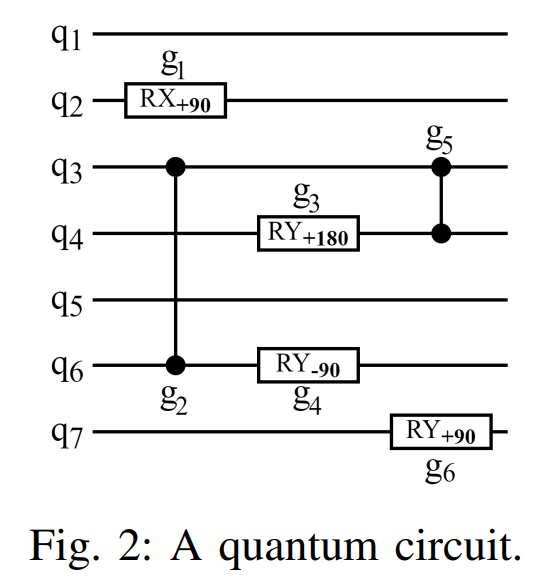 q1
g1
q2 RX+90
g5
q3
g3
q4 RY+180
q5
q6 RY-90
g2 g4
q7 RY+90
g6
Fig. 2: A quantum circuit.